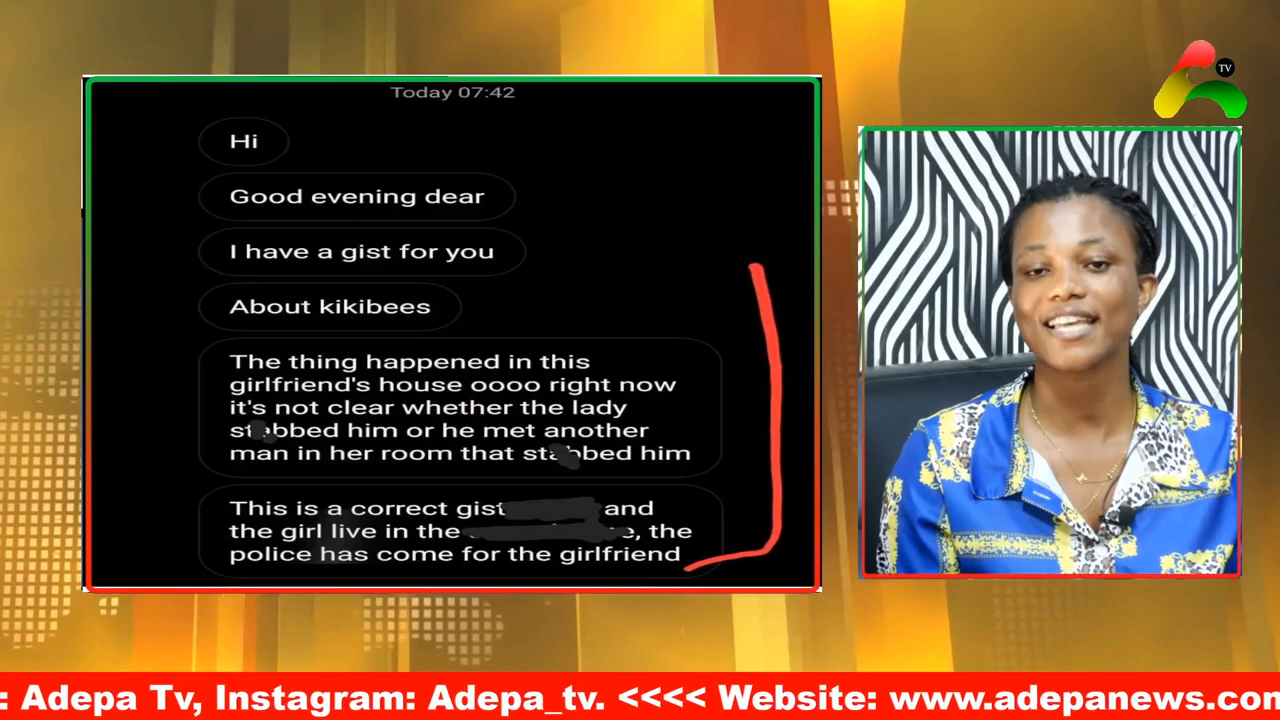 Today 07:42
Hi
Good evening dear
I have a gist for you
About kikibees
The thing happened in this
girlfriend's house oooo right now
it's not clear whether the lady
stabbed him or he met another
man in her room that stabbed him
This is a correct gist and
the girl live in the , the
police has come for the girlfriend
TV
: Adepa Tv, Instagram: Adepa_tv. <<<< Website: www.adepanews.com